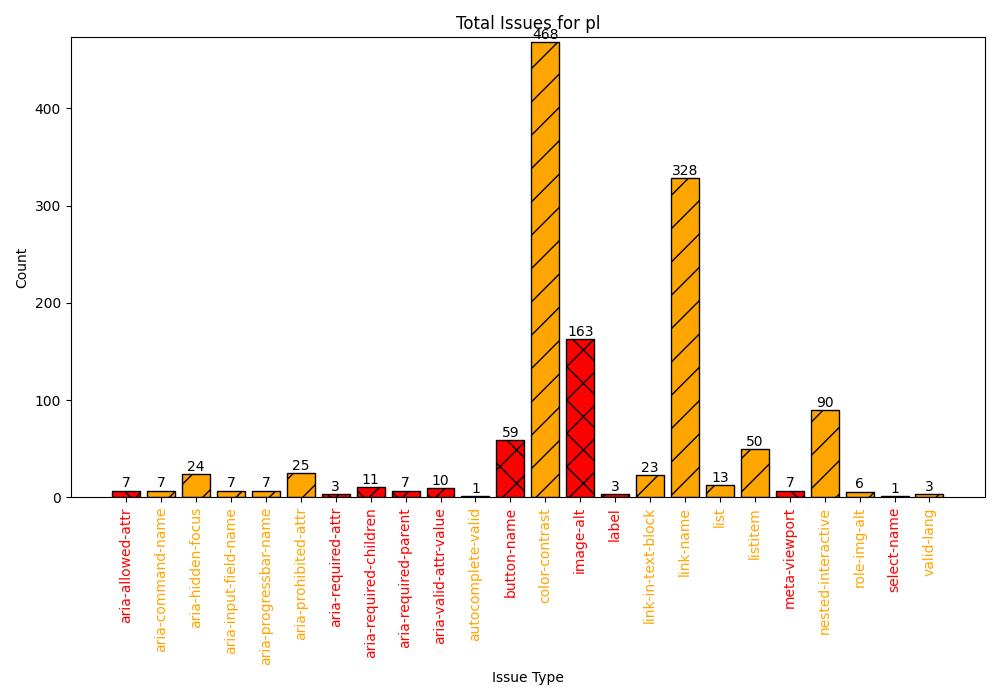 Total Issues for pl
468
400
328
300
Count
200
163
100
90
59
50
24
25
23
7
7
7
7
3
11
7
10
1
3
13
7
6
1
3
0
aria-allowed-attr
aria-command-name
aria-hidden-focus
aria-input-field-name
aria-progressbar-name
aria-prohibited-attr
aria-required-attr
aria-required-children
aria-required-parent
aria-valid-attr-value
autocomplete-valid
button-name
color-contrast
image-alt
label
link-in-text-block
link-name
list
listitem
meta-viewport
nested-interactive
role-img-alt
select-name
valid-lang
Issue Type